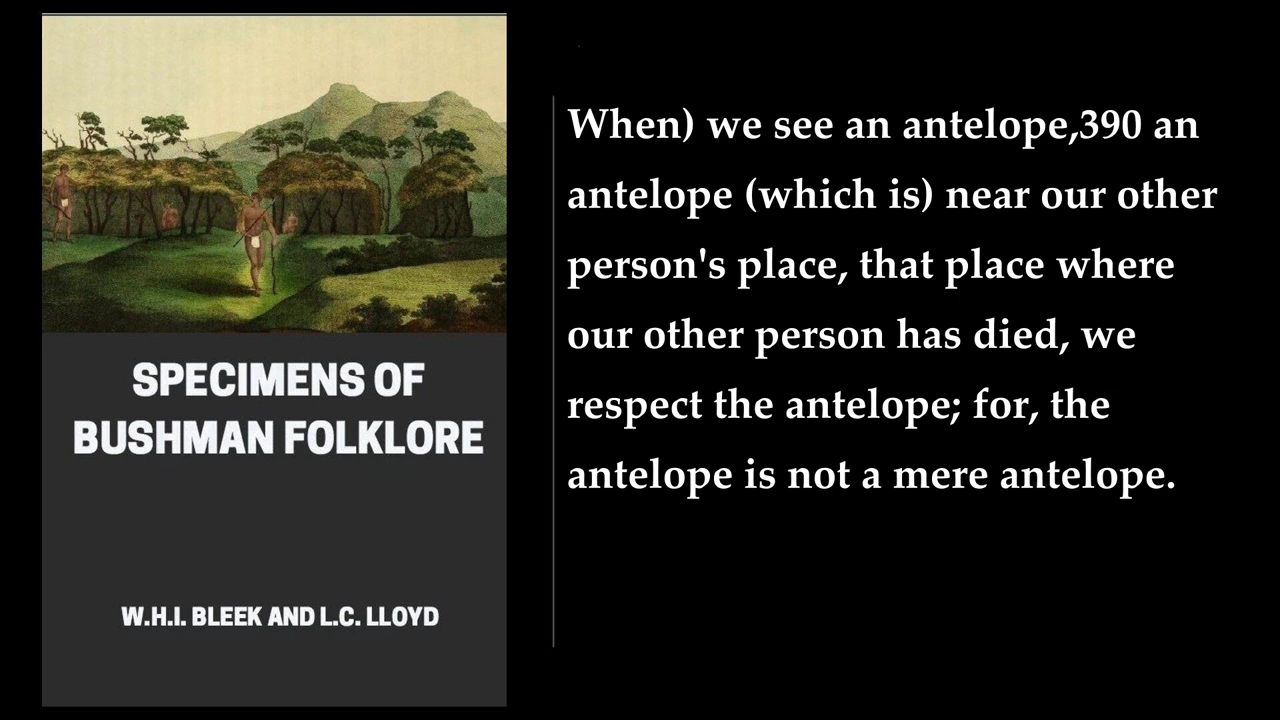 SPECIMENS OF
BUSHMAN FOLKLORE
W.H.I. BLEEK AND L.C. LLOYD
When) we see an antelope,390 an
antelope (which is) near our other
person's place, that place where
our other person has died, we
respect the antelope; for, the
antelope is not a mere antelope.